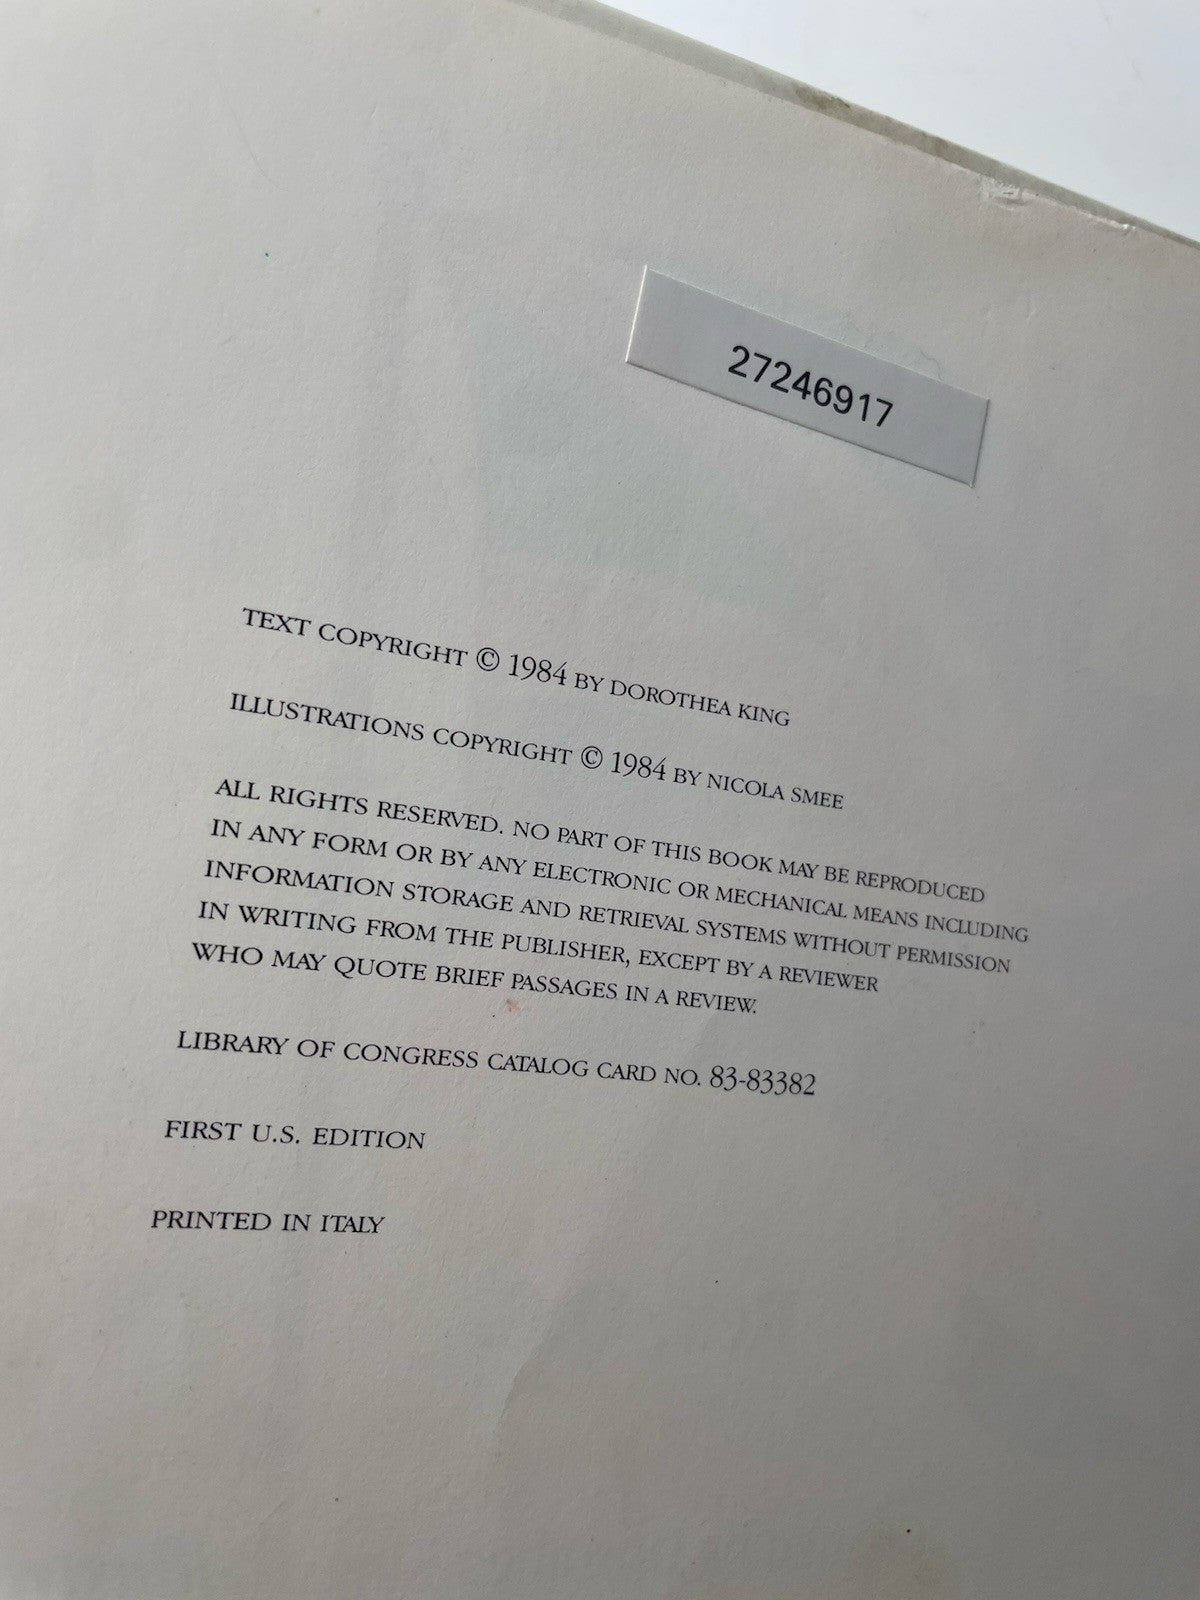 27246917
TEXT COPYRIGHT © 1984 BY DOROTHEA KING
ILLUSTRATIONS COPYRIGHT © 1984 BY NICOLA SMEE
ALL RIGHTS RESERVED. NO PART OF THIS BOOK MAY BE REPRODUCED
IN ANY FORM OR BY ANY ELECTRONIC OR MECHANICAL MEANS INCLUDING
INFORMATION STORAGE AND RETRIEVAL SYSTEMS WITHOUT PERMISSION
IN WRITING FROM THE PUBLISHER, EXCEPT BY A REVIEWER
WHO MAY QUOTE BRIEF PASSAGES IN A REVIEW.
LIBRARY OF CONGRESS CATALOG CARD NO. 83-83382
FIRST U.S. EDITION
PRINTED IN ITALY